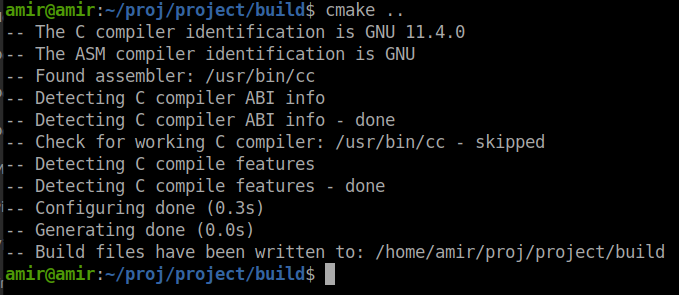 amir@amir:~/proj/project/build$ cmake ..
-- The C compiler identification is GNU 11.4.0
-- The ASM compiler identification is GNU
-- Found assembler: /usr/bin/cc
-- Detecting C compiler ABI info
-- Detecting C compiler ABI info - done
-- Check for working C compiler: /usr/bin/cc - skipped
-- Detecting C compile features
-- Detecting C compile features - done
-- Configuring done (0.3s)
-- Generating done (0.0s)
-- Build files have been written to: /home/amir/proj/project/build
amir@amir:~/proj/project/build$